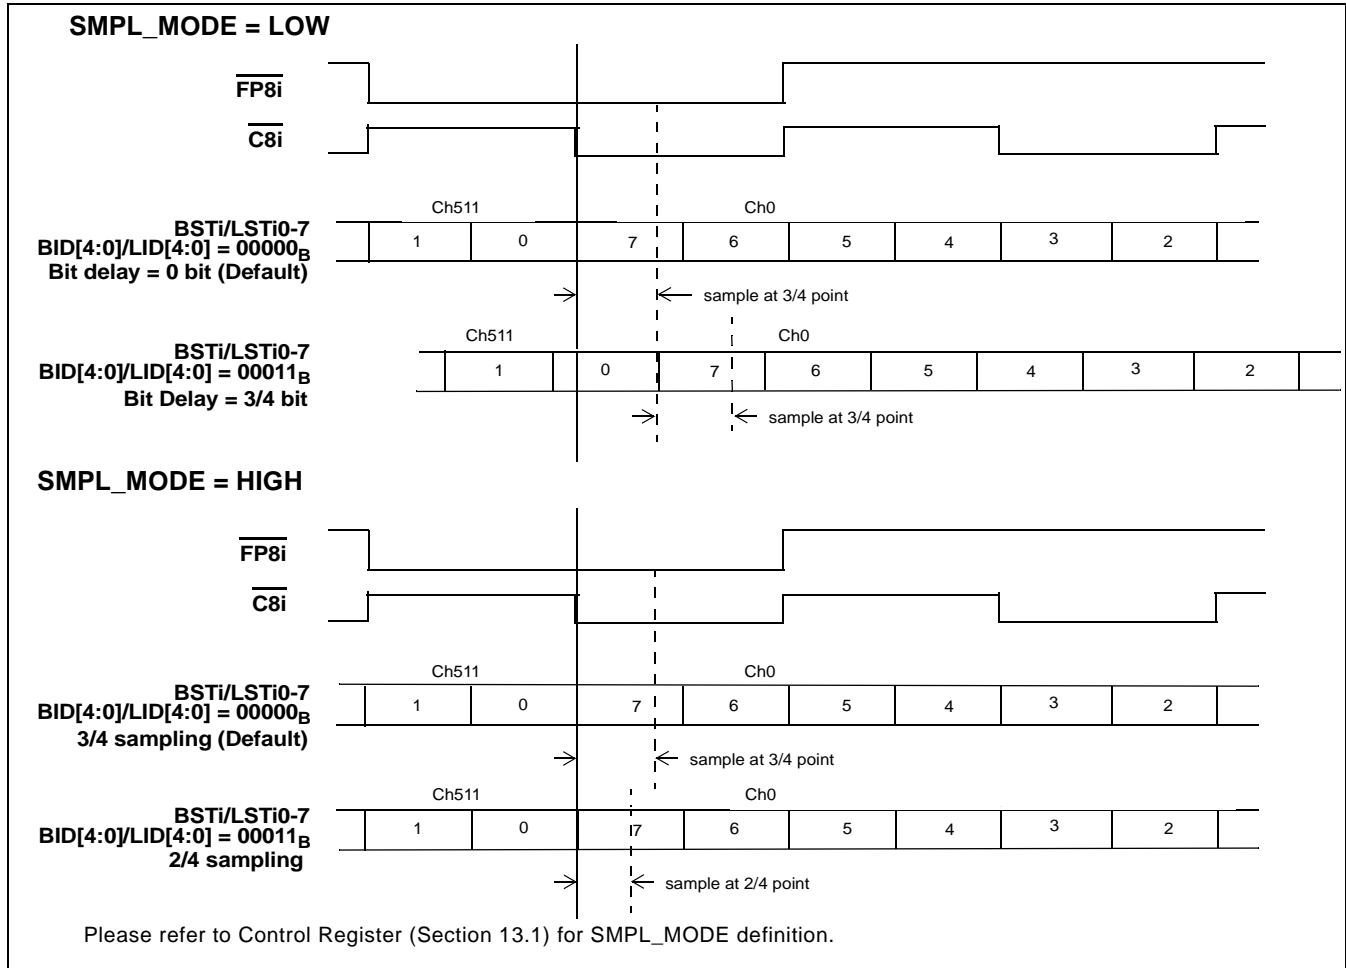 SMPL_MODE = LOW
FP8i
C8i
Ch511 Ch0
BSTi/LSTi0-7
BID[4:0]/LID[4:0] = 00000B
Bit delay = 0 bit (Default)
1 0 7 6 5 4 3 2
sample at 3/4 point
Ch511 Ch0
BSTi/LSTi0-7
BID[4:0]/LID[4:0] = 00011B
Bit Delay = 3/4 bit
1 0 7 6 5 4 3 2
sample at 3/4 point
SMPL_MODE = HIGH
FP8i
C8i
Ch511 Ch0
BSTi/LSTi0-7
BID[4:0]/LID[4:0] = 00000B
3/4 sampling (Default)
1 0 7 6 5 4 3 2
sample at 3/4 point
Ch511 Ch0
BSTi/LSTi0-7
BID[4:0]/LID[4:0] = 00011B
2/4 sampling
1 0 7 6 5 4 3 2
sample at 2/4 point
Please refer to Control Register (Section 13.1) for SMPL_MODE definition.